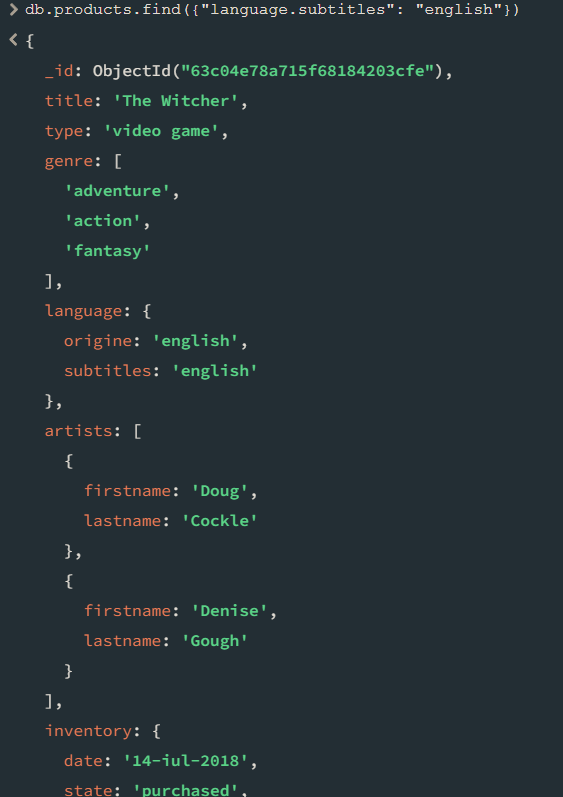 > db.products.find({"language.subtitles": "english"})
< {
_id: ObjectId("63c04e78a715f68184203cfe"),
title: 'The Witcher',
type: 'video game',
genre: [
'adventure',
'action',
'fantasy'
],
language: {
origine: 'english',
subtitles: 'english'
},
artists: [
{
firstname: 'Doug',
lastname: 'Cockle'
},
{
firstname: 'Denise',
lastname: 'Gough'
}
],
inventory: {
date: '14-iul-2018',
state: 'purchased',